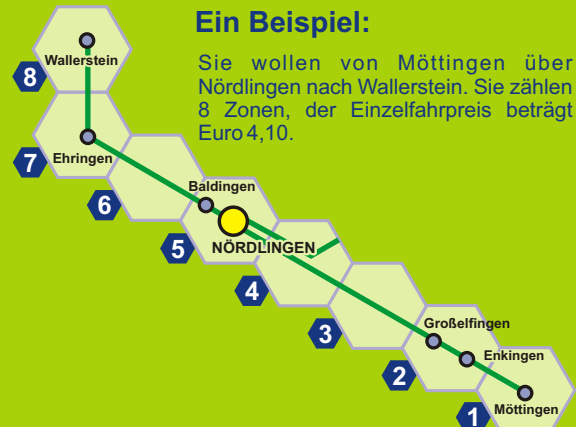 Ein Beispiel:
Sie wollen von Möttingen über
Nördlingen nach Wallerstein. Sie zählen
8 Zonen, der Einzelfahrpreis beträgt
Euro 4,10.
Wallerstein
8
Ehringen
7
6
Baldingen
5
NÖRDLINGEN
4
3
Großelfingen
2
Enkingen
Möttingen
1